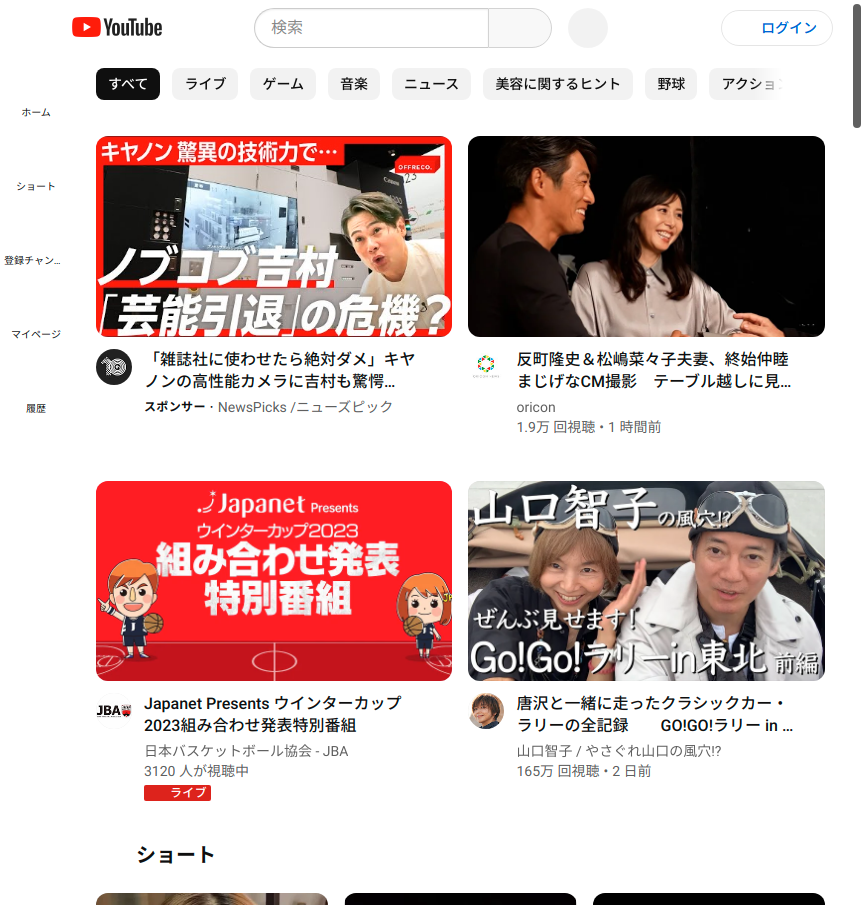 YouTube
検索
ログイン
すべて
ライブ
ゲーム
音楽
ニュース
美容に関するヒント
野球
アクション
ホーム
ショート
登録チャン...
マイページ
履歴
キヤノン 驚異の技術力で…
OFFRECO.
Canon
ノブコブ吉村
「芸能引退」の危機?
「雑誌社に使わせたら絶対ダメ」キヤ
ノンの高性能カメラに吉村も驚愕...
スポンサー・NewsPicks /ニューズピック
反町隆史&松嶋菜々子夫妻、終始仲睦
まじげなCM撮影　テーブル越しに見...
oricon
1.9万 回視聴・1 時間前
Japanet Presents
ウインターカップ2023
組み合わせ発表
特別番組
山口智子の風穴!?
ぜんぶ見せます!
Go!Go!ラリーin東北 前編
JBA
Japanet Presents ウインターカップ
2023組み合わせ発表特別番組
日本バスケットボール協会 - JBA
3120 人が視聴中
ライブ
唐沢と一緒に走ったクラシックカー・
ラリーの全記録　　GO!GO!ラリー in ...
山口智子 / やさぐれ山口の風穴!?
165万 回視聴・2 日前
ショート